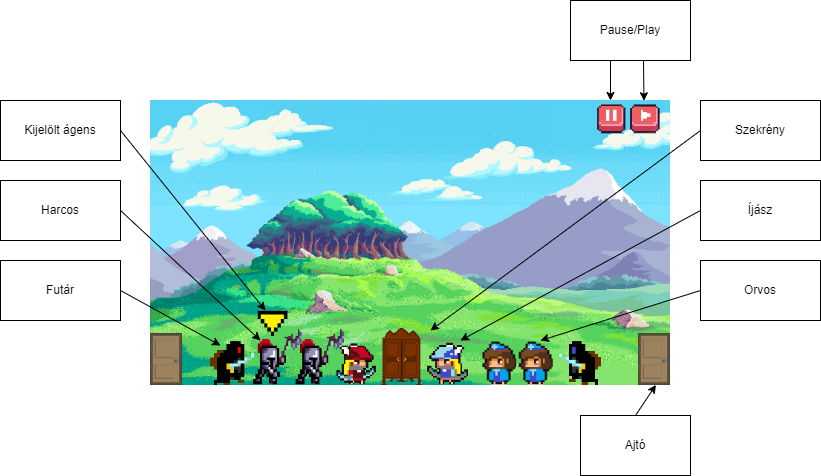 Pause/Play
Kijelölt ágens
Szekrény
Harcos
Íjász
Futár
Orvos
Ajtó